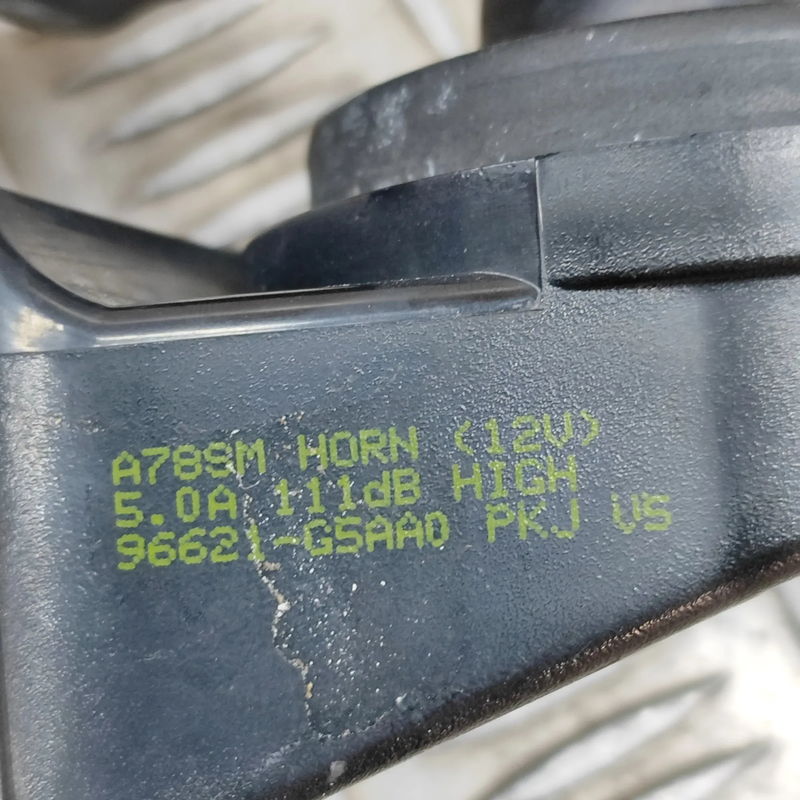 A78SM HORN (12V)
5.0A 111dB HIGH
96621-G5AA0 PKJ VS